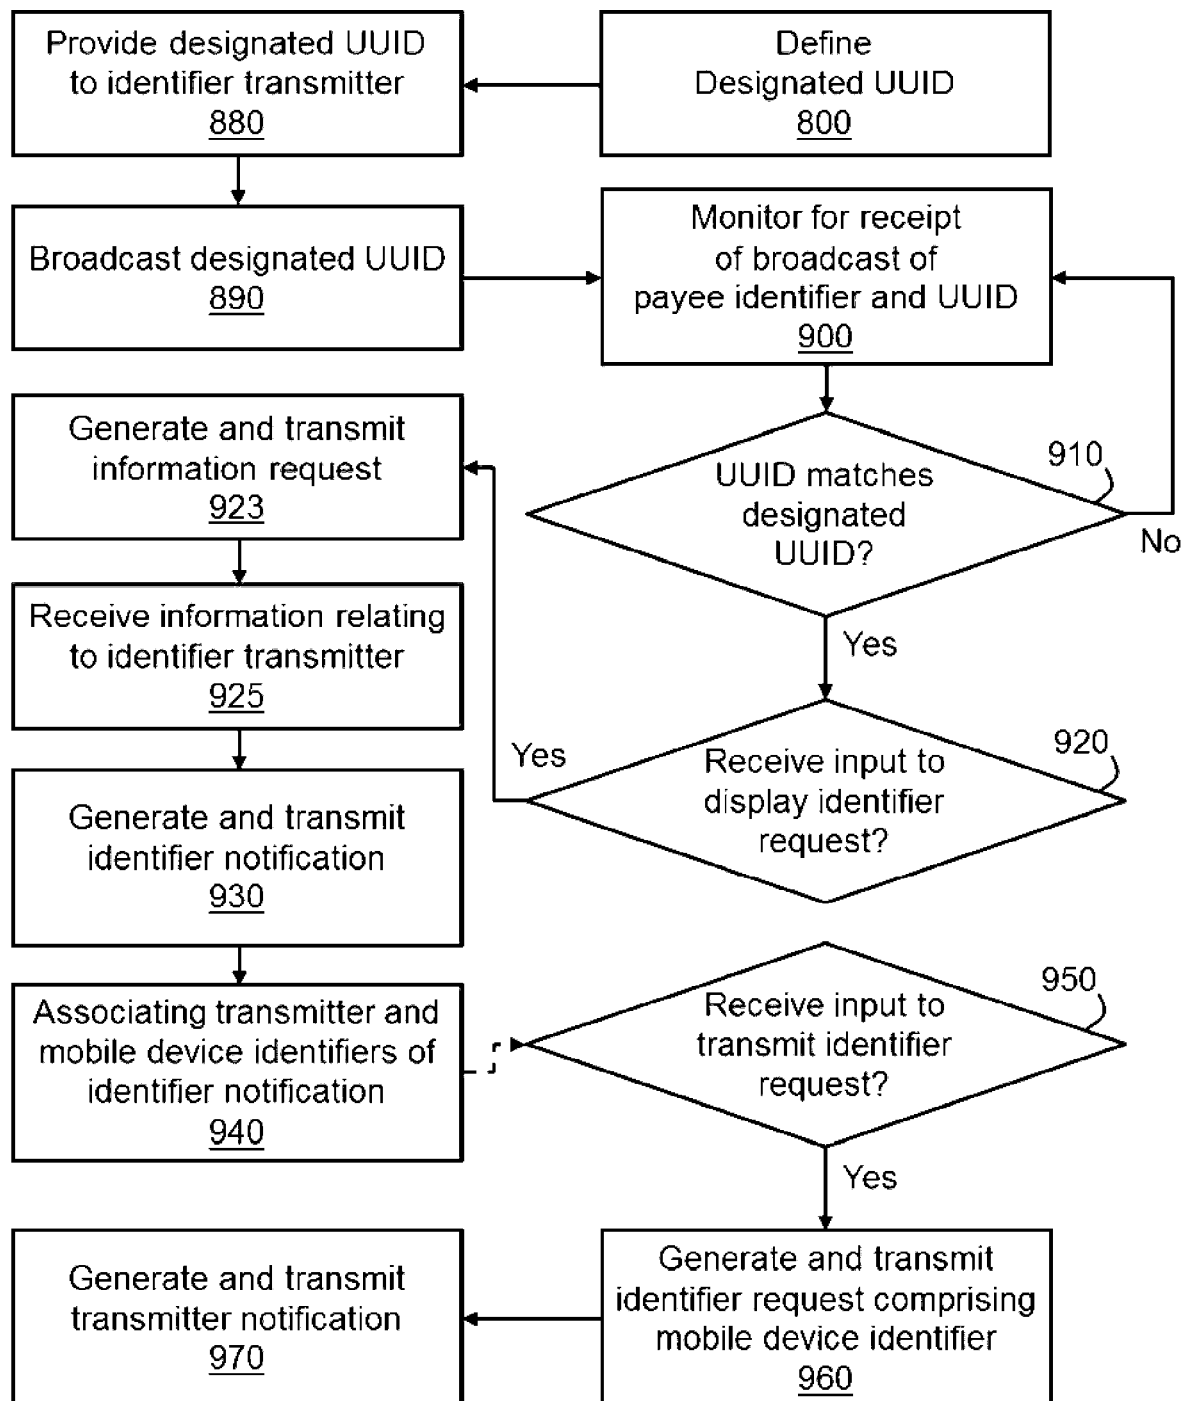 Provide designated UUID
to identifier transmitter
880
Define
Designated UUID
800
Broadcast designated UUID
890
Monitor for receipt
of broadcast of
payee identifier and UUID
900
Generate and transmit
information request
923
910
UUID matches
designated
UUID?
No
Yes
Receive information relating
to identifier transmitter
925
Yes
920
Receive input to
display identifier
request?
Generate and transmit
identifier notification
930
Associating transmitter and
mobile device identifiers of
identifier notification
940
950
Receive input to
transmit identifier
request?
Yes
Generate and transmit
transmitter notification
970
Generate and transmit
identifier request comprising
mobile device identifier
960